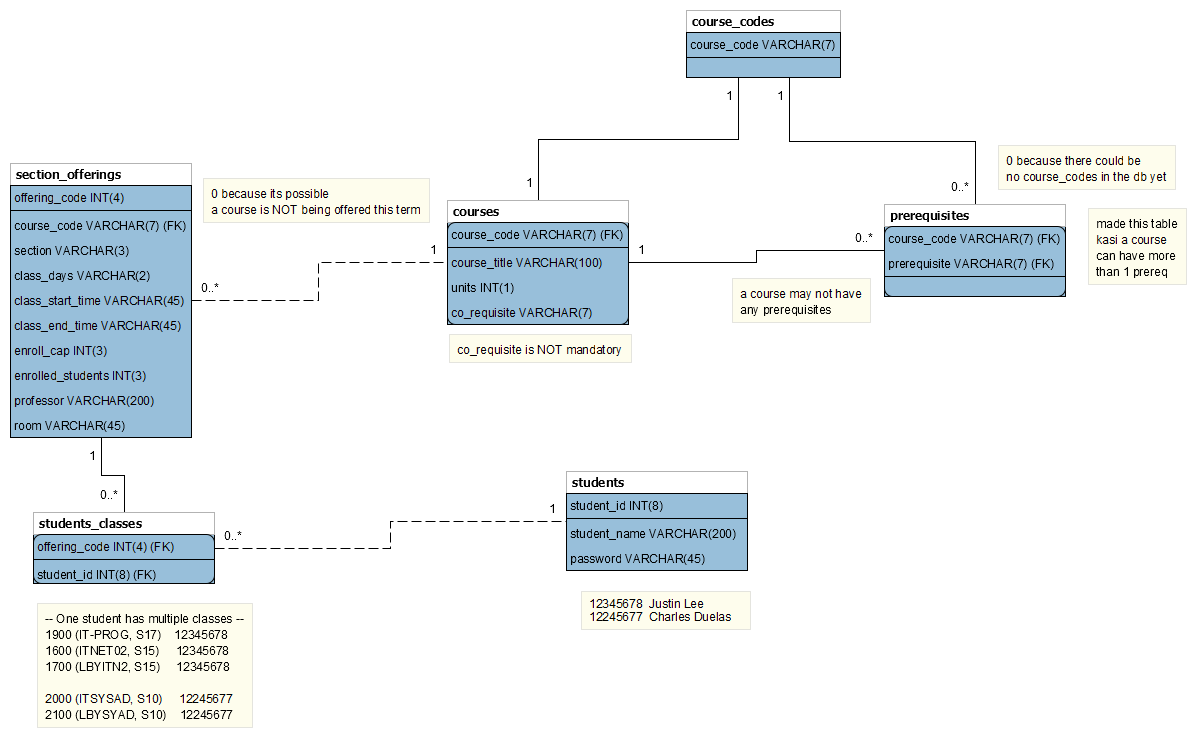 course_codes
course_code VARCHAR(7)
1
1
1
0..*
0 because there could be
no course_codes in the db yet
section_offerings
offering_code INT(4)
course_code VARCHAR(7) (FK)
section VARCHAR(3)
class_days VARCHAR(2)
class_start_time VARCHAR(45)
class_end_time VARCHAR(45)
enroll_cap INT(3)
enrolled_students INT(3)
professor VARCHAR(200)
room VARCHAR(45)
0 because its possible
a course is NOT being offered this term
0..*
1
courses
course_code VARCHAR(7) (FK)
course_title VARCHAR(100)
units INT(1)
co_requisite VARCHAR(7)
co_requisite is NOT mandatory
1
0..*
a course may not have
any prerequisites
prerequisites
course_code VARCHAR(7) (FK)
prerequisite VARCHAR(7) (FK)
made this table
kasi a course
can have more
than 1 prereq
1
0..*
students_classes
offering_code INT(4) (FK)
student_id INT(8) (FK)
0..*
1
students
student_id INT(8)
student_name VARCHAR(200)
password VARCHAR(45)
12345678 Justin Lee
12245677 Charles Duelas
-- One student has multiple classes --
1900 (IT-PROG, S17) 12345678
1600 (ITNET02, S15) 12345678
1700 (LBYITN2, S15) 12345678
2000 (ITSYSAD, S10) 12245677
2100 (LBYSYAD, S10) 12245677